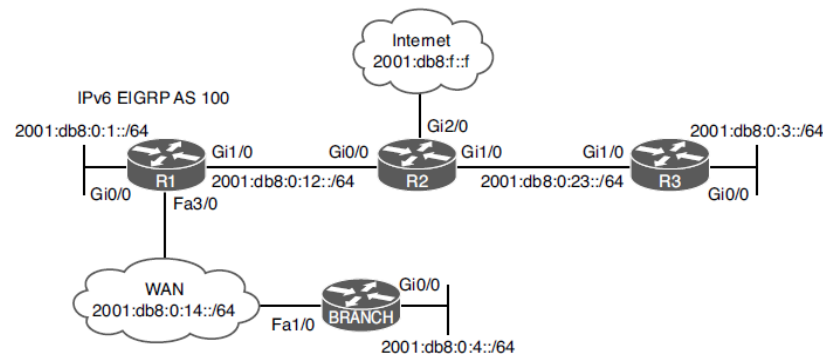 Internet
2001:db8:f::f
IPv6 EIGRP AS 100
2001:db8:0:1::/64
Gi2/0
2001:db8:0:3::/64
Gi1/0
Gi0/0
Gi1/0
Gi1/0
R1
R2
R3
Gi0/0
2001:db8:0:12::/64
2001:db8:0:23::/64
Gi0/0
Fa3/0
WAN
2001:db8:0:14::/64
Gi0/0
BRANCH
Fa1/0
2001:db8:0:4::/64